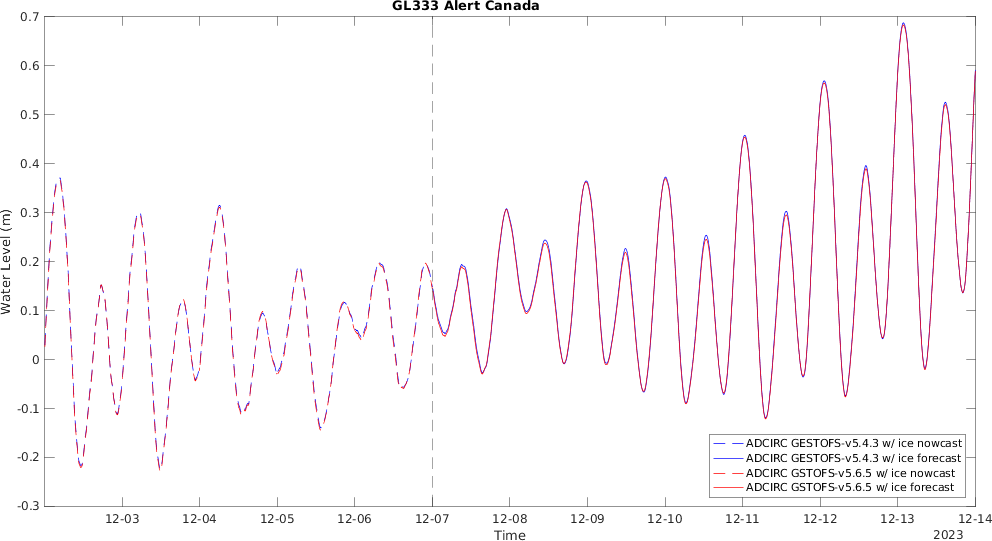 GL333 Alert Canada
0.7
0.6
0.5
0.4
0.3
0.2
0.1
0
-0.1
-0.2
-0.3
Water Level (m)
ADCIRC GESTOFS-v5.4.3 w/ ice nowcast
ADCIRC GESTOFS-v5.4.3 w/ ice forecast
ADCIRC GSTOFS-v5.6.5 w/ ice nowcast
ADCIRC GSTOFS-v5.6.5 w/ ice forecast
12-03 12-04 12-05 12-06 12-07 12-08 12-09 12-10 12-11 12-12 12-13 12-14
Time
2023